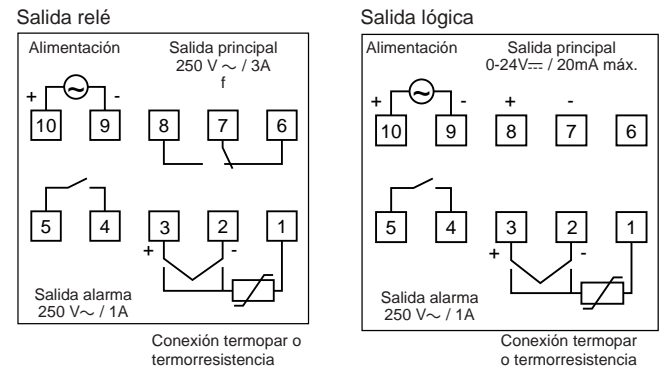 Salida relé
Alimentación
Salida principal
250 V ~ / 3A
f
+ -
10 9 8 7 6
5 4 3 2 1
+ -
Salida alarma
250 V~ / 1A
Conexión termopar o
termorresistencia
Salida lógica
Alimentación
Salida principal
0-24V⎓ / 20mA máx.
+ - + -
10 9 8 7 6
5 4 3 2 1
+ -
Salida alarma
250 V~ / 1A
Conexión termopar
o termorresistencia